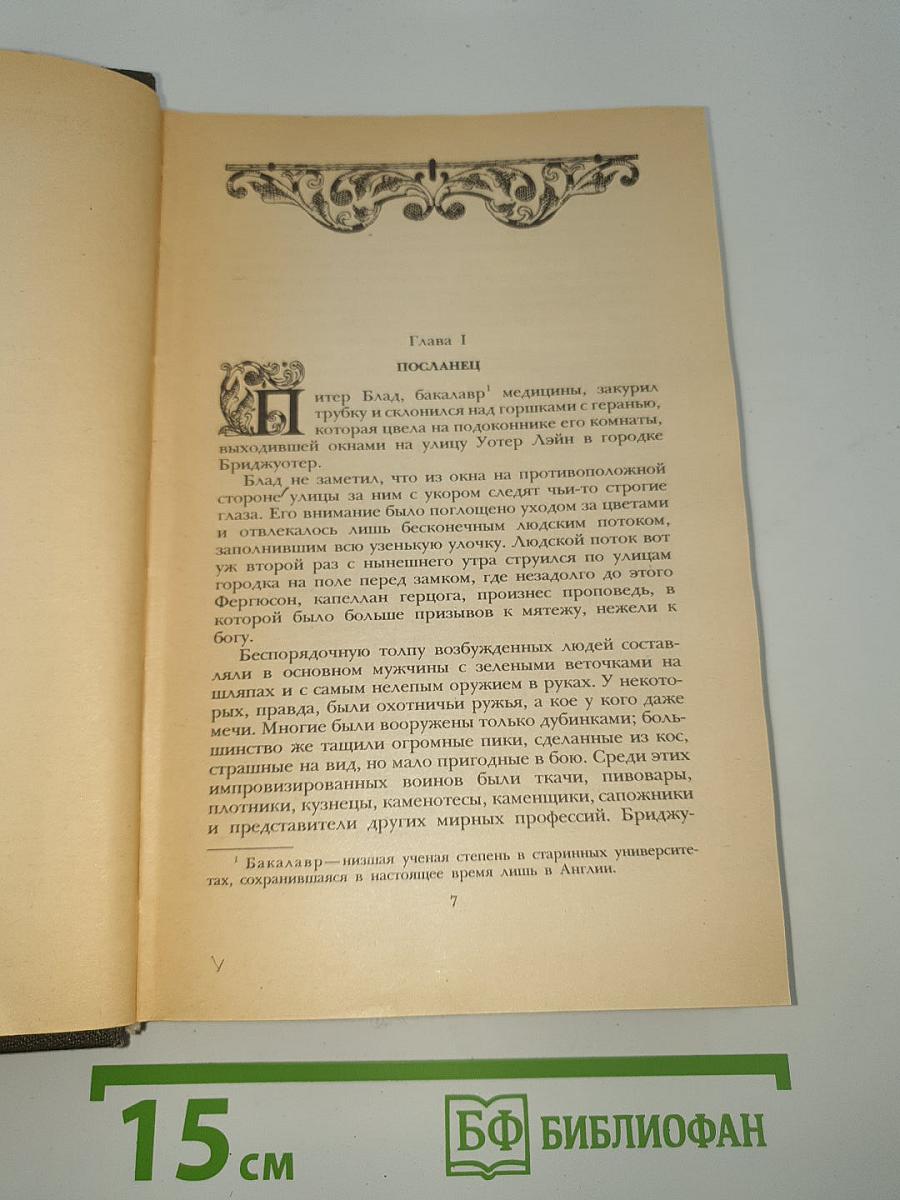 Глава I
ПОСЛАНЕЦ
Питер Блад, бакалавр¹ медицины, закурил
трубку и склонился над горшками с геранью,
которая цвела на подоконнике его комнаты,
выходившей окнами на улицу Уотер Лэйн в городке
Бриджуотер.
Блад не заметил, что из окна на противоположной
стороне улицы за ним с укором следят чьи-то строгие
глаза. Его внимание было поглощено уходом за цветами
и отвлекалось лишь бесконечным людским потоком,
заполнившим всю узенькую улочку. Людской поток вот
уж второй раз с нынешнего утра струился по улицам
городка на поле перед замком, где незадолго до этого
Фергюсон, капеллан герцога, произнес проповедь, в
которой было больше призывов к мятежу, нежели к
богу.
Беспорядочную толпу возбужденных людей состав-
ляли в основном мужчины с зелеными веточками на
шляпах и с самым нелепым оружием в руках. У некото-
рых, правда, были охотничьи ружья, а кое у кого даже
мечи. Многие были вооружены только дубинками; боль-
шинство же тащили огромные пики, сделанные из кос,
страшные на вид, но мало пригодные в бою. Среди этих
импровизированных воинов были ткачи, пивовары,
плотники, кузнецы, каменотесы, каменщики, сапожники
и представители других мирных профессий. Бриджу-
¹ Бакалавр—низшая ученая степень в старинных университе-
тах, сохранившаяся в настоящее время лишь в Англии.
7
15 см
БФ БИБЛИОФАН